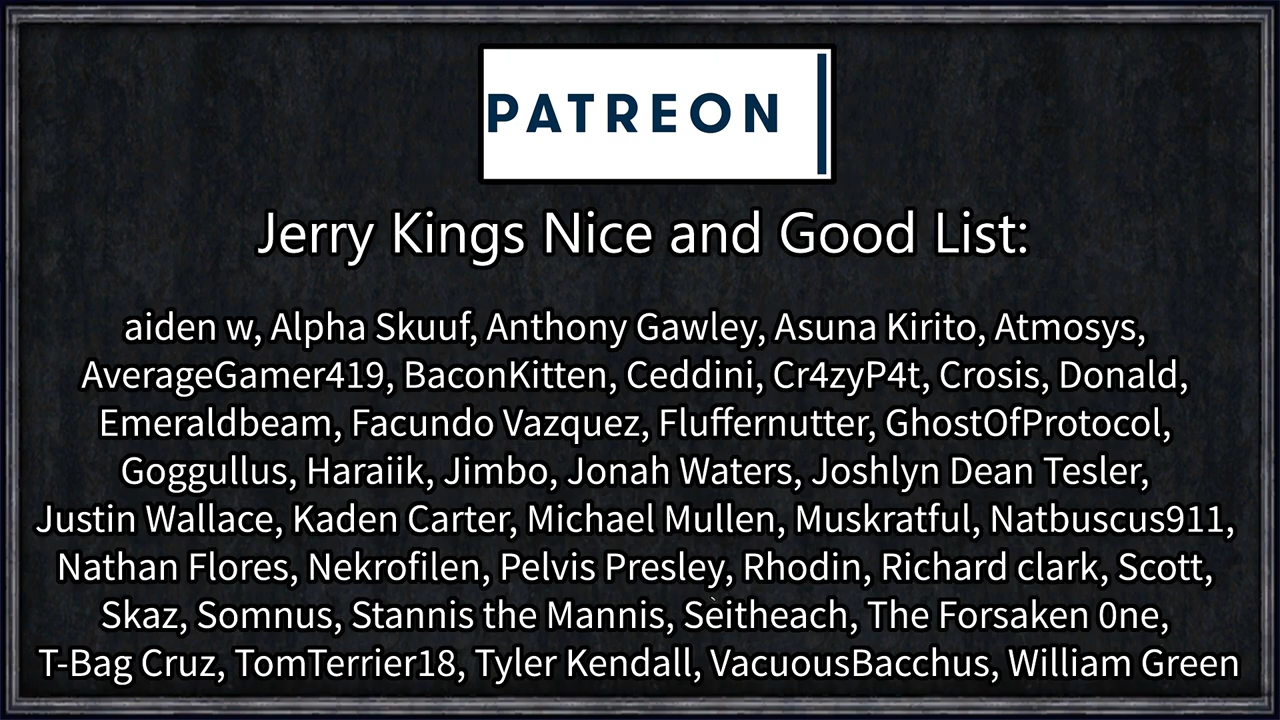 PATREON
Jerry Kings Nice and Good List:
aiden w, Alpha Skuuf, Anthony Gawley, Asuna Kirito, Atmosys,
AverageGamer419, BaconKitten, Ceddini, Cr4zyP4t, Crosis, Donald,
Emeraldbeam, Facundo Vazquez, Fluffernutter, GhostOfProtocol,
Goggullus, Haraiik, Jimbo, Jonah Waters, Joshlyn Dean Tesler,
Justin Wallace, Kaden Carter, Michael Mullen, Muskratful, Natbuscus911,
Nathan Flores, Nekrofilen, Pelvis Presley, Rhodin, Richard clark, Scott,
Skaz, Somnus, Stannis the Mannis, Sèitheach, The Forsaken 0ne,
T-Bag Cruz, TomTerrier18, Tyler Kendall, VacuousBacchus, William Green